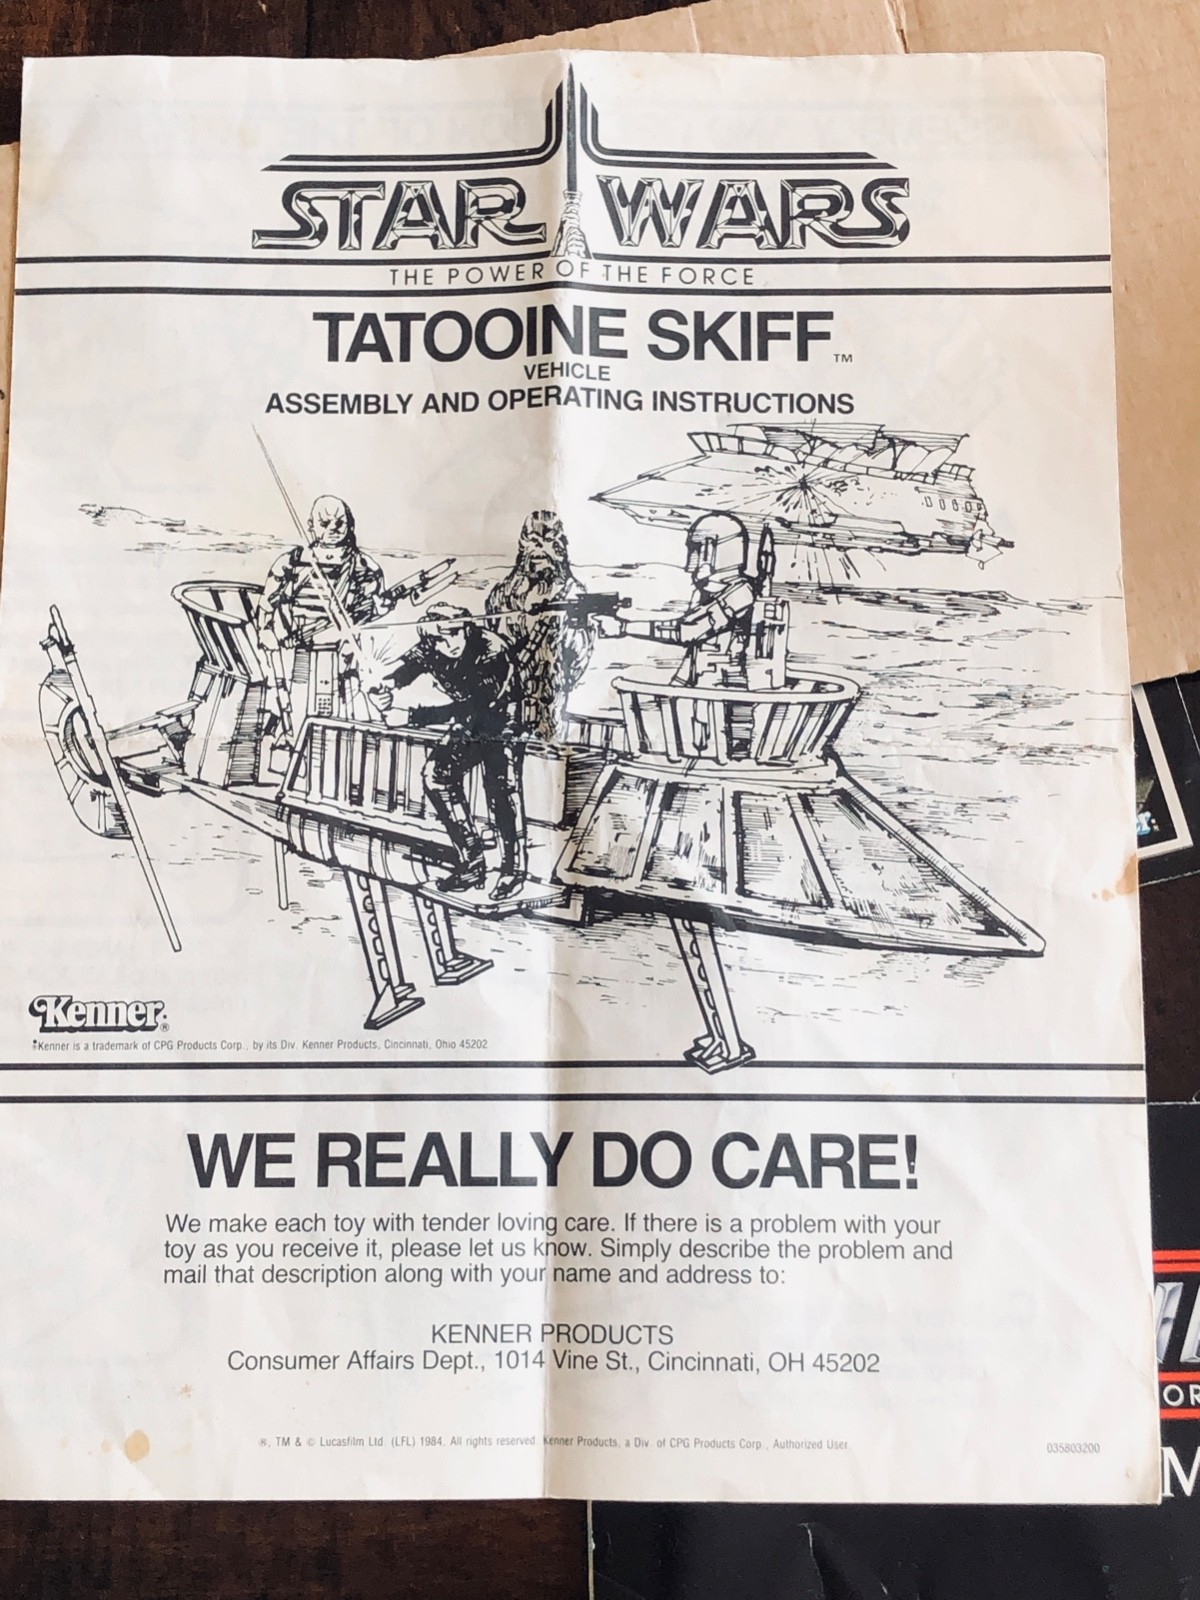 STAR WARS
THE POWER OF THE FORCE
TATOOINE SKIFF™
VEHICLE
ASSEMBLY AND OPERATING INSTRUCTIONS
Kenner®
*Kenner is a trademark of CPG Products Corp., by its Div. Kenner Products, Cincinnati, Ohio 45202
WE REALLY DO CARE!
We make each toy with tender loving care. If there is a problem with your
toy as you receive it, please let us know. Simply describe the problem and
mail that description along with your name and address to:
KENNER PRODUCTS
Consumer Affairs Dept., 1014 Vine St., Cincinnati, OH 45202
®, TM & © Lucasfilm Ltd. (LFL) 1984. All rights reserved. Kenner Products, a Div. of CPG Products Corp., Authorized User.
035803200
er.
OR
M